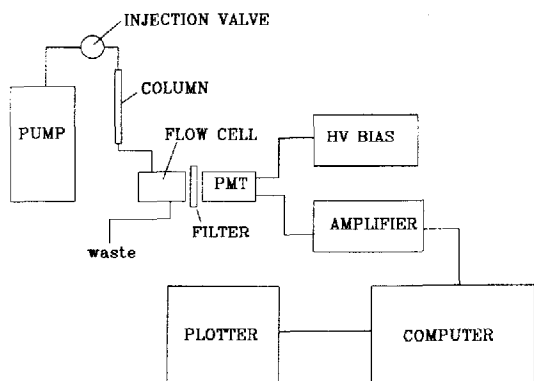 INJECTION VALVE
COLUMN
PUMP
FLOW CELL
HV BIAS
PMT
FILTER
AMPLIFIER
waste
PLOTTER
COMPUTER